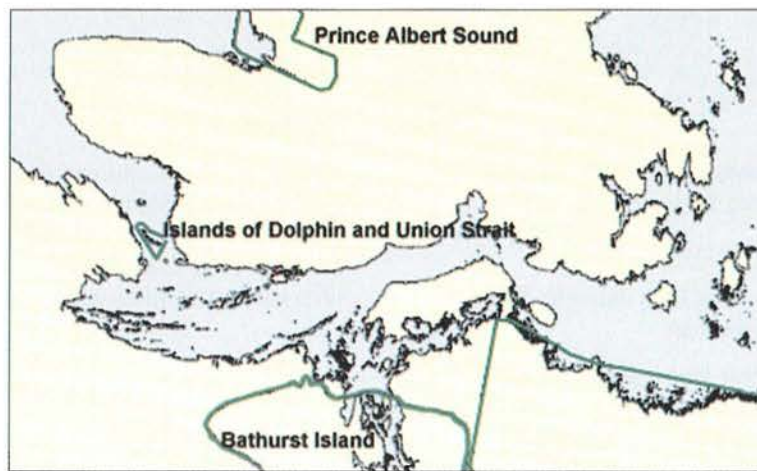 Prince Albert Sound
Islands of Dolphin and Union Strait
Bathurst Island